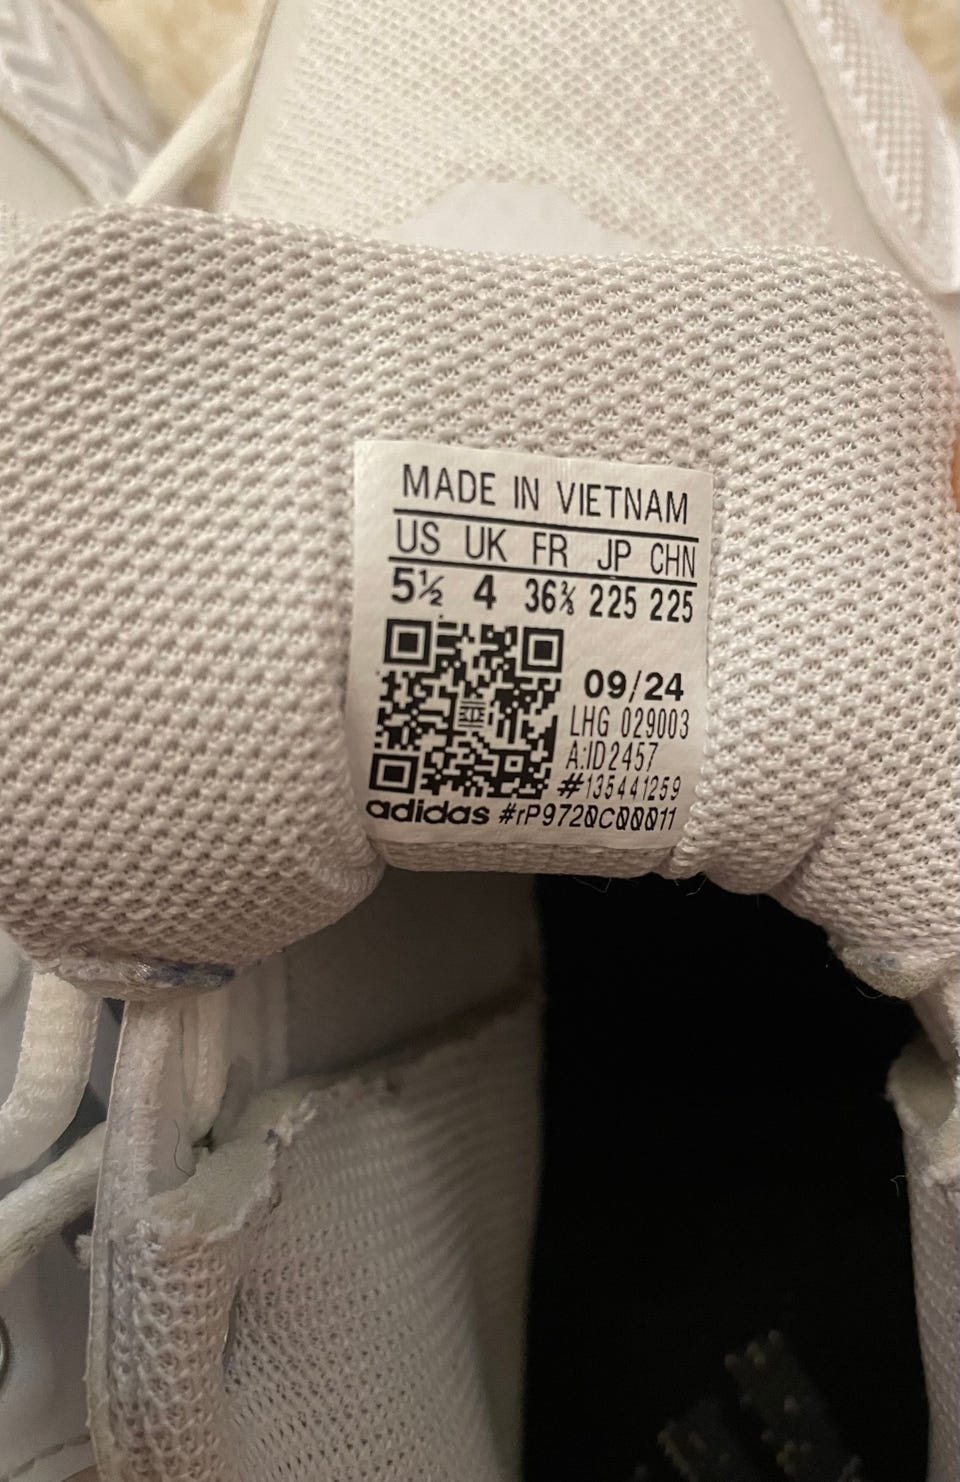 MADE IN VIETNAM
US UK FR JP CHN
5½ 4 36⅔ 225 225
09/24
LHG 029003
A:ID2457
#135441259
adidas #rP9720C00011